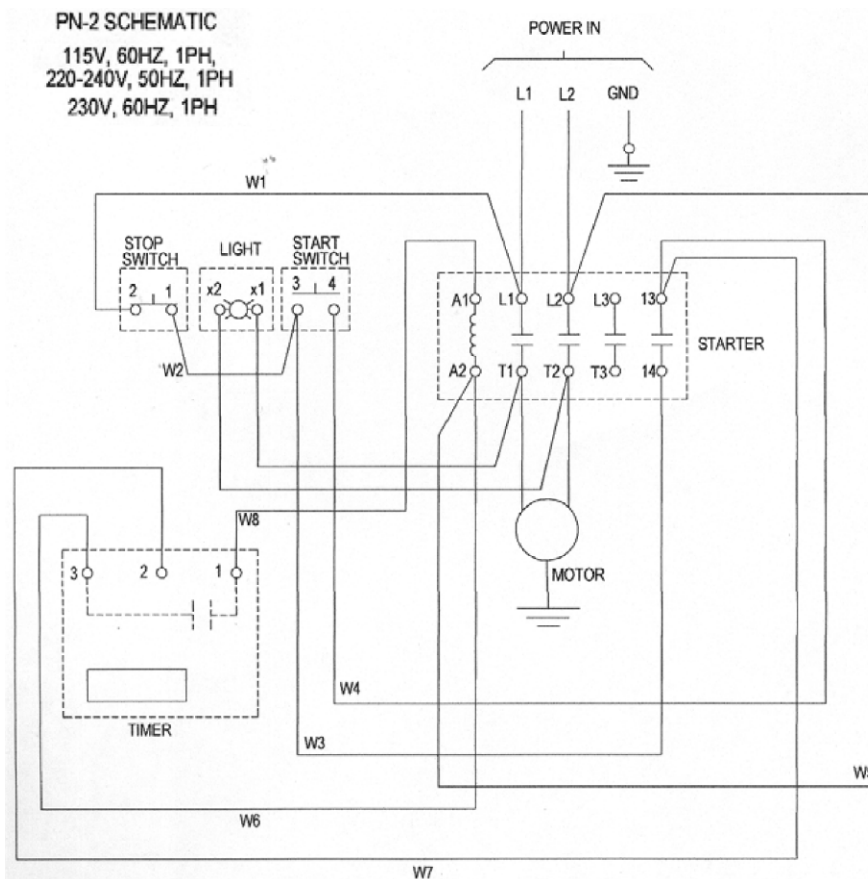 PN-2 SCHEMATIC
115V, 60HZ, 1PH,
220-240V, 50HZ, 1PH
230V, 60HZ, 1PH
POWER IN
L1 L2 GND
W1
STOP
SWITCH
LIGHT
START
SWITCH
2 1
x2 x1
3 4
W2
A1 L1 L2 L3 13
STARTER
A2 T1 T2 T3 14
W8
3 2 1
MOTOR
TIMER
W4
W3
W6
W7